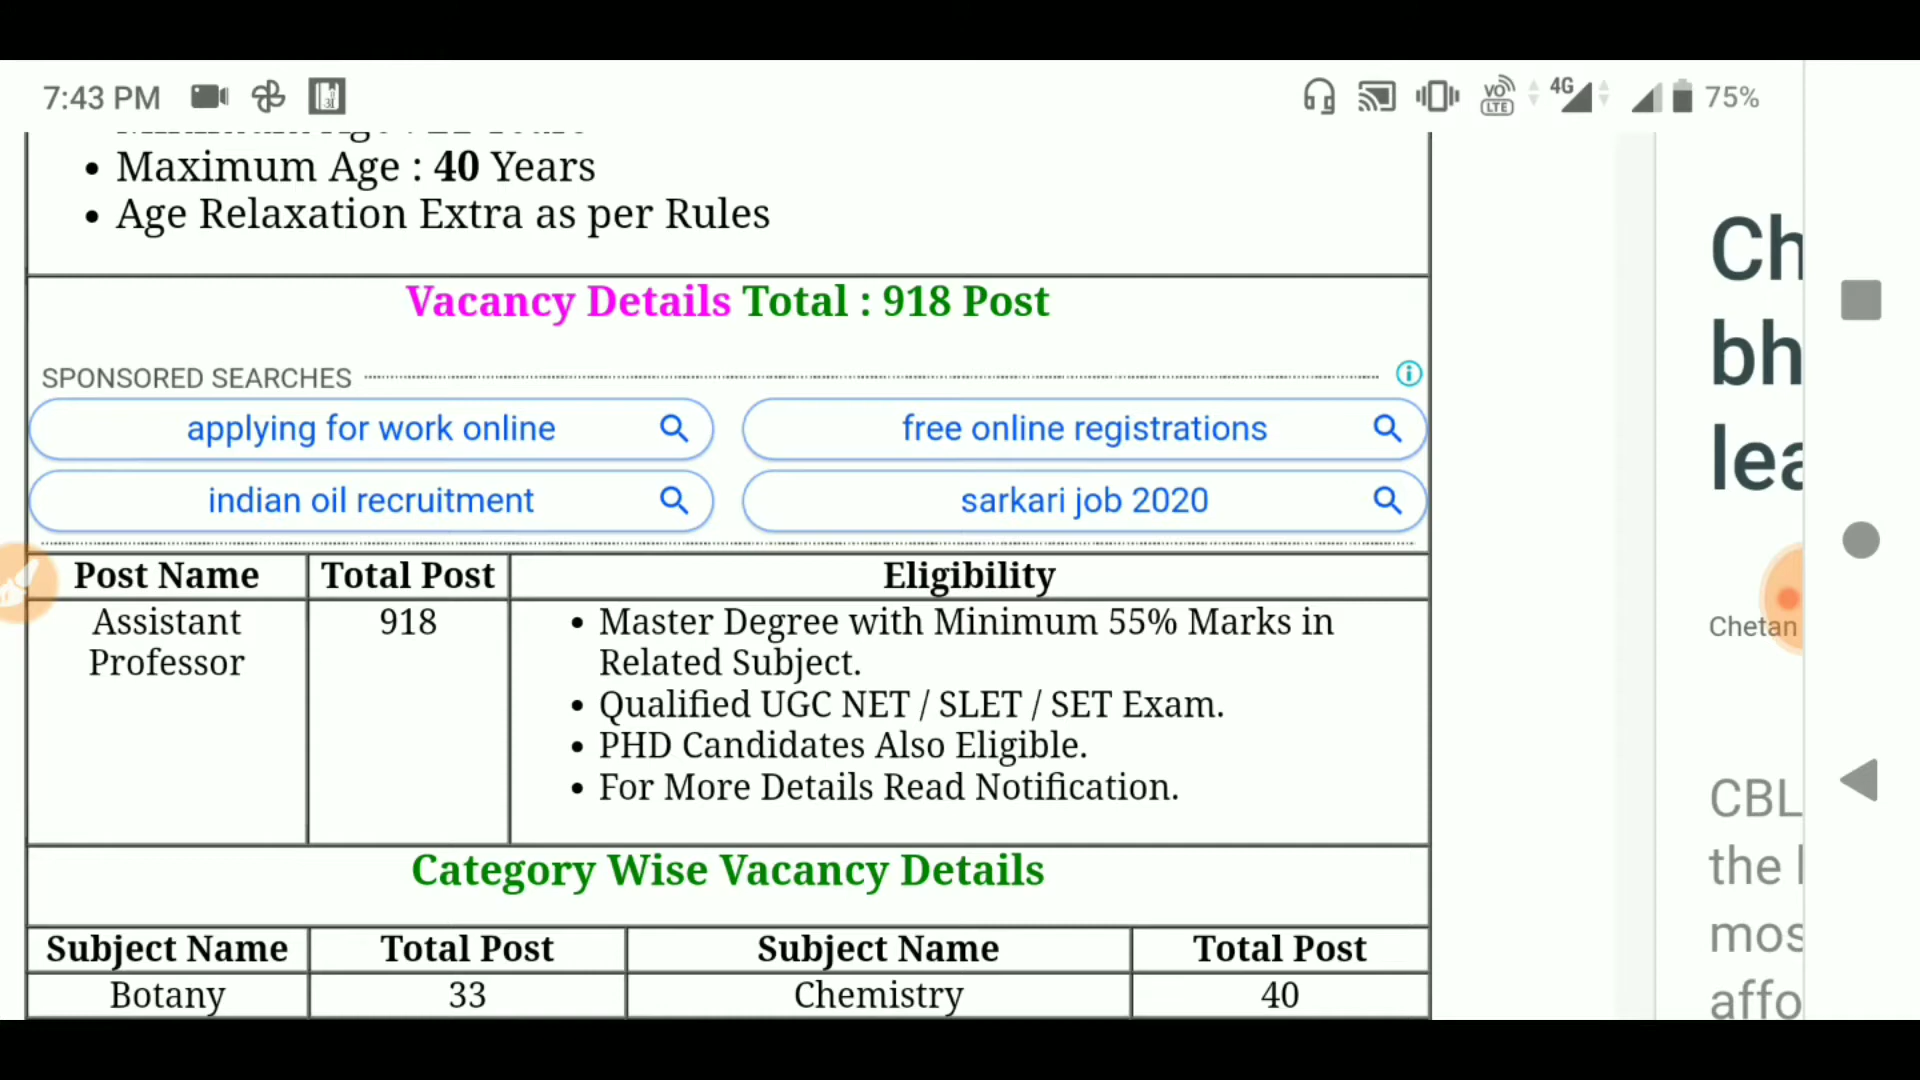 7:43 PM
31
VO LTE
4G
75%
Maximum Age : 40 Years
Age Relaxation Extra as per Rules
Vacancy Details Total : 918 Post
SPONSORED SEARCHES
applying for work online
free online registrations
indian oil recruitment
sarkari job 2020
Post Name Total Post Eligibility
Assistant Professor
918
Master Degree with Minimum 55% Marks in
Related Subject.
Qualified UGC NET / SLET / SET Exam.
PHD Candidates Also Eligible.
For More Details Read Notification.
Category Wise Vacancy Details
Subject Name Total Post Subject Name Total Post
Botany 33 Chemistry 40
Ch
bh
lea
Chetan
CBL
the
mos
affo